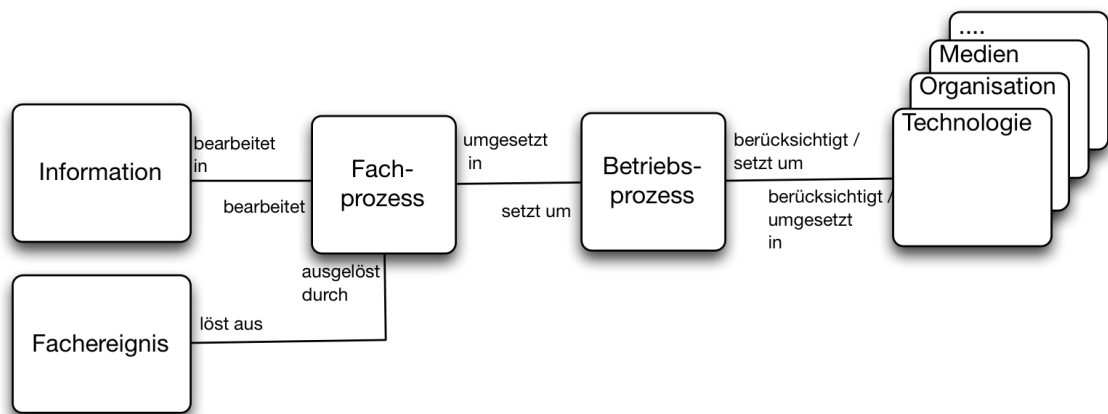 ....
Medien
Organisation
Technologie
Information
bearbeitet
in
bearbeitet
Fach-
prozess
umgesetzt
in
setzt um
Betriebs-
prozess
berücksichtigt /
setzt um
berücksichtigt /
umgesetzt
in
ausgelöst
durch
löst aus
Fachereignis